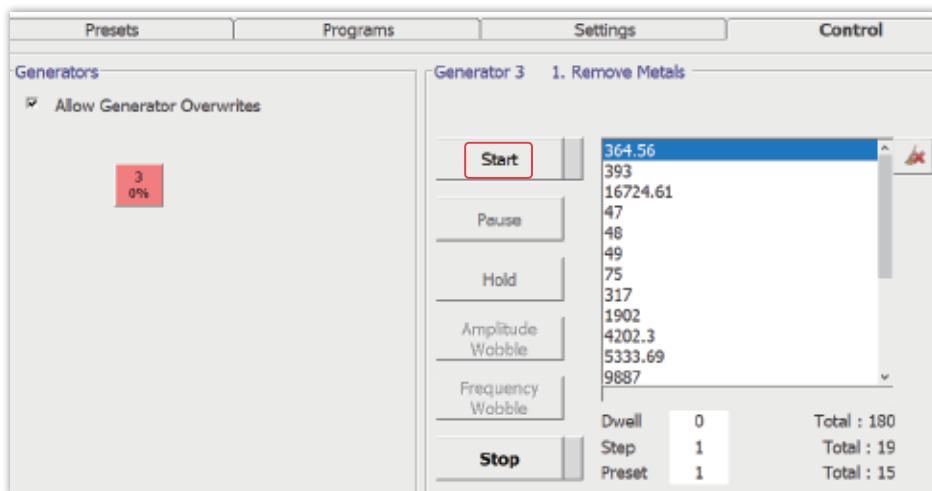 Presets Programs Settings Control
Generators
Allow Generator Overwrites
3
0%
Generator 3 1. Remove Metals
Start
Pause
Hold
Amplitude
Wobble
Frequency
Wobble
Stop
364.56
393
16724.61
47
48
49
75
317
1902
4202.3
5333.69
9887
Dwell 0 Total : 180
Step 1 Total : 19
Preset 1 Total : 15